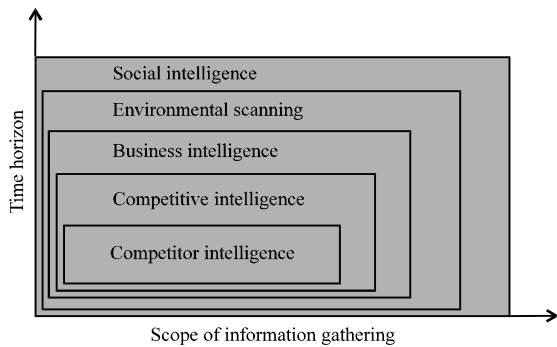 Social intelligence
Environmental scanning
Business intelligence
Competitive intelligence
Competitor intelligence
Time horizon
Scope of information gathering